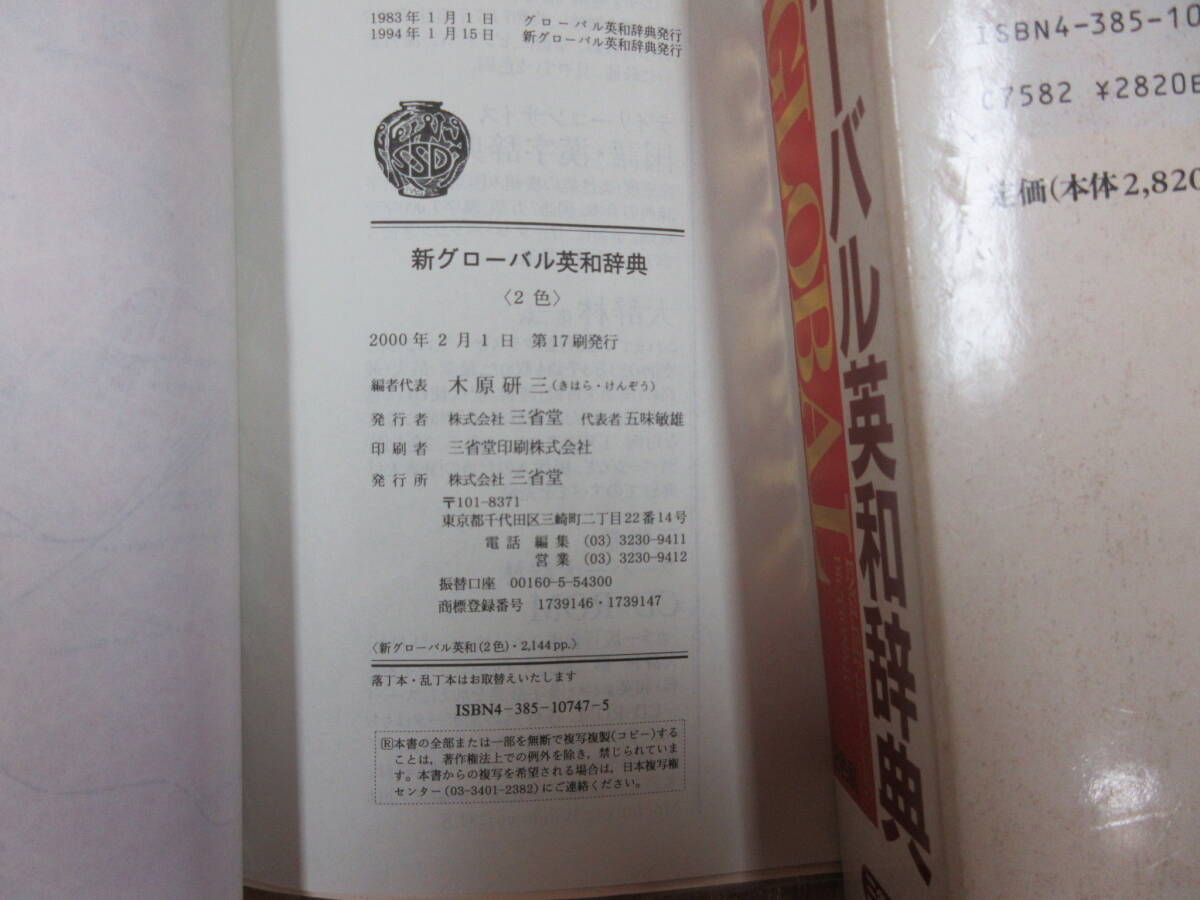 1983年1月1日 グローバル英和辞典発行
1994年1月15日 新グローバル英和辞典発行
SSD
新グローバル英和辞典
〈2色〉
2000年2月1日 第17刷発行
編者代表 木原研三(きはら・けんぞう)
発行者 株式会社 三省堂 代表者 五味敏雄
印刷者 三省堂印刷株式会社
発行所 株式会社 三省堂
〒101-8371
東京都千代田区三崎町二丁目22番14号
電話 編集 (03) 3230-9411
営業 (03) 3230-9412
振替口座 00160-5-54300
商標登録番号 1739146・1739147
〈新グローバル英和(2色)・2,144pp.〉
落丁本・乱丁本はお取替えいたします
ISBN4-385-10747-5
Ⓡ本書の全部または一部を無断で複写複製(コピー)する
ことは，著作権法上での例外を除き，禁じられていま
す。本書からの複写を希望される場合は，日本複写権
センター(03-3401-2382)にご連絡ください。
GLOBAL
ーバル英和辞典
ISBN4-385-10
C7582 ¥2820E
定価(本体2,820